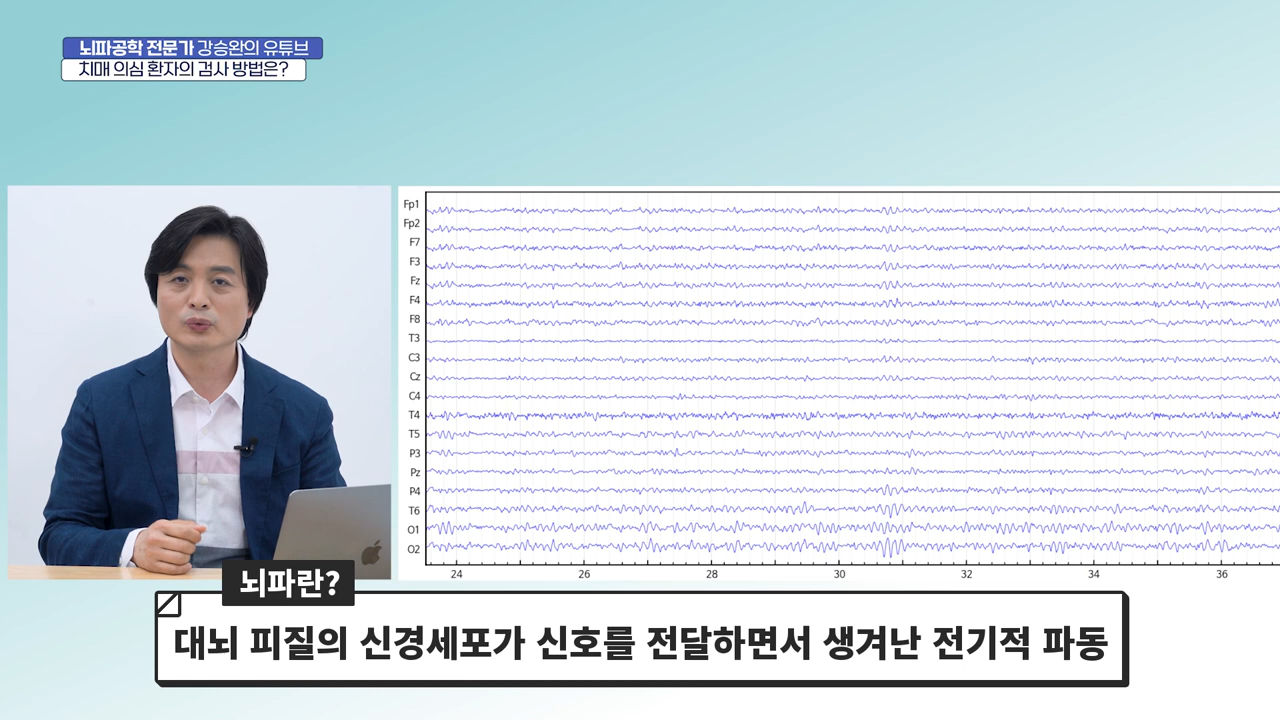 뇌파공학 전문가 강승완의 유튜브
치매 의심 환자의 검사 방법은?
Fp1
Fp2
F7
F3
Fz
F4
F8
T3
C3
Cz
C4
T4
T5
P3
Pz
P4
T6
O1
O2
24 26 28 30 32 34 36
뇌파란?
대뇌 피질의 신경세포가 신호를 전달하면서 생겨난 전기적 파동